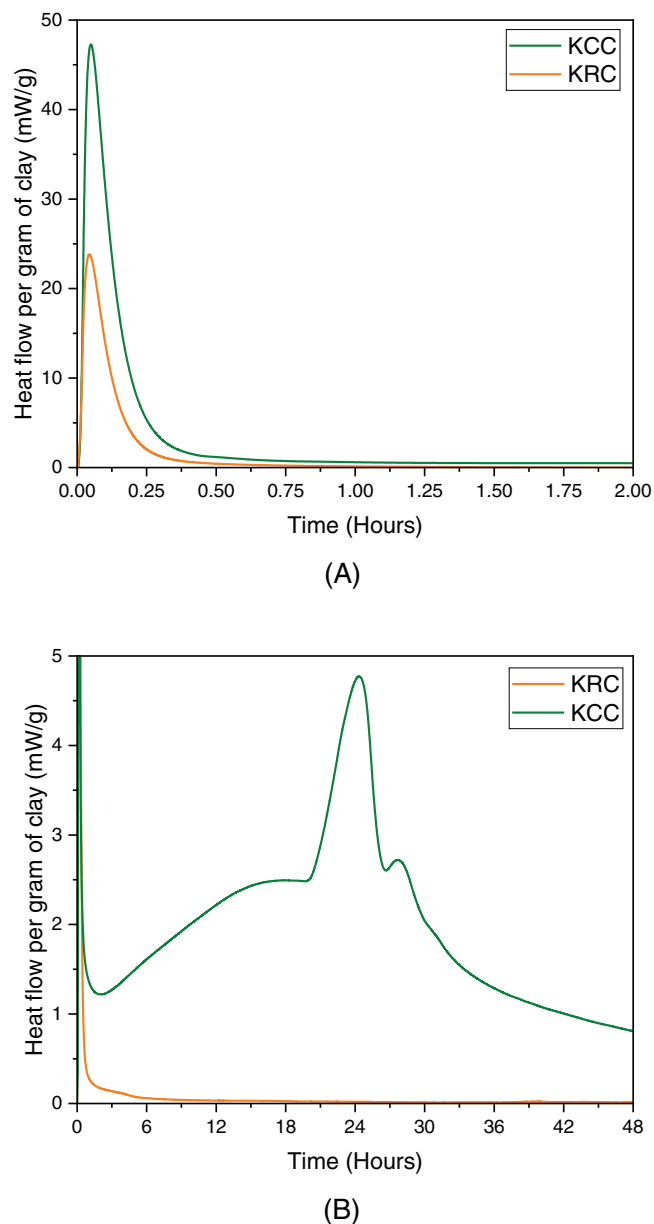 Heat flow per gram of clay (mW/g)
50
40
30
20
10
0
KCC
KRC
0.00 0.25 0.50 0.75 1.00 1.25 1.50 1.75 2.00
Time (Hours)
(A)
Heat flow per gram of clay (mW/g)
5
4
3
2
1
0
KRC
KCC
0 6 12 18 24 30 36 42 48
Time (Hours)
(B)